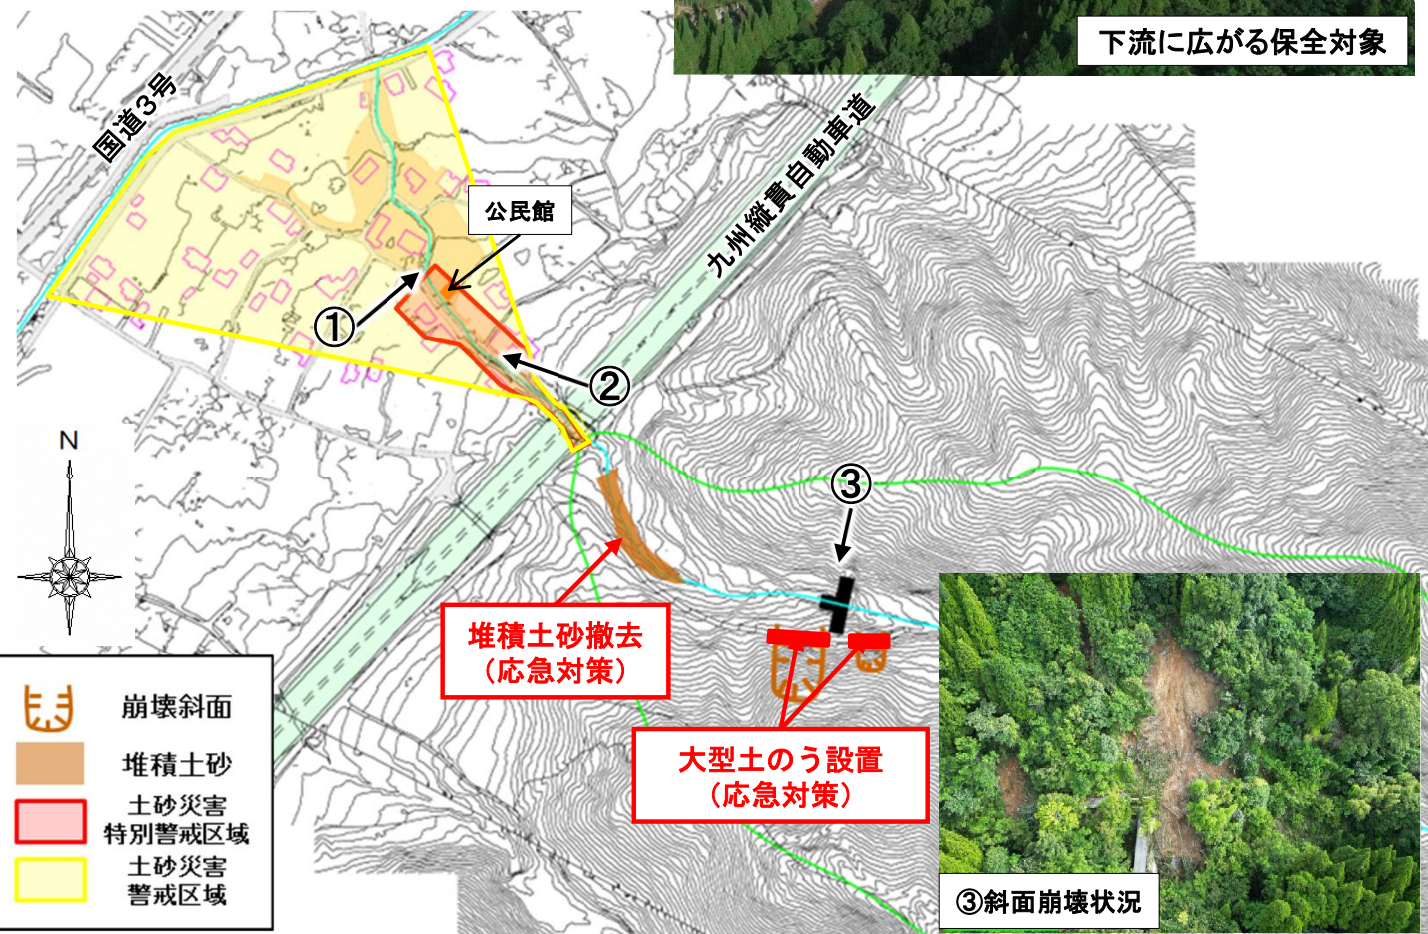 下流に広がる保全対象
国道3号
九州縦貫自動車道
公民館
①
②
③
N
堆積土砂撤去
（応急対策）
大型土のう設置
（応急対策）
崩壊斜面
堆積土砂
土砂災害
特別警戒区域
土砂災害
警戒区域
③斜面崩壊状況